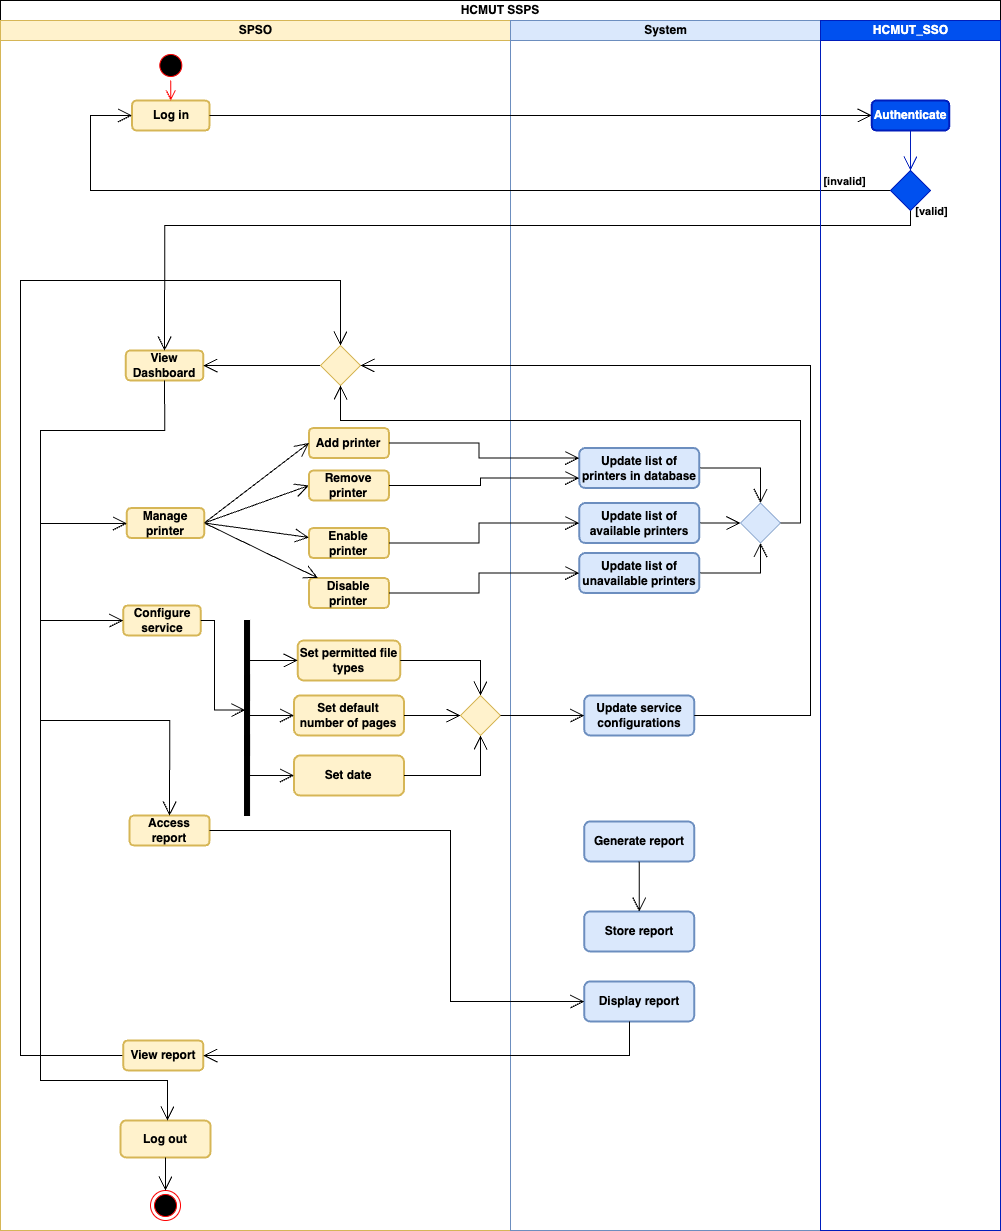 HCMUT SSPS
SPSO
System
HCMUT_SSO
Log in
Authenticate
[invalid]
[valid]
View
Dashboard
Add printer
Remove
printer
Manage
printer
Enable
printer
Disable
printer
Update list of
printers in database
Update list of
available printers
Update list of
unavailable printers
Configure
service
Set permitted file
types
Set default
number of pages
Set date
Update service
configurations
Access
report
Generate report
Store report
Display report
View report
Log out